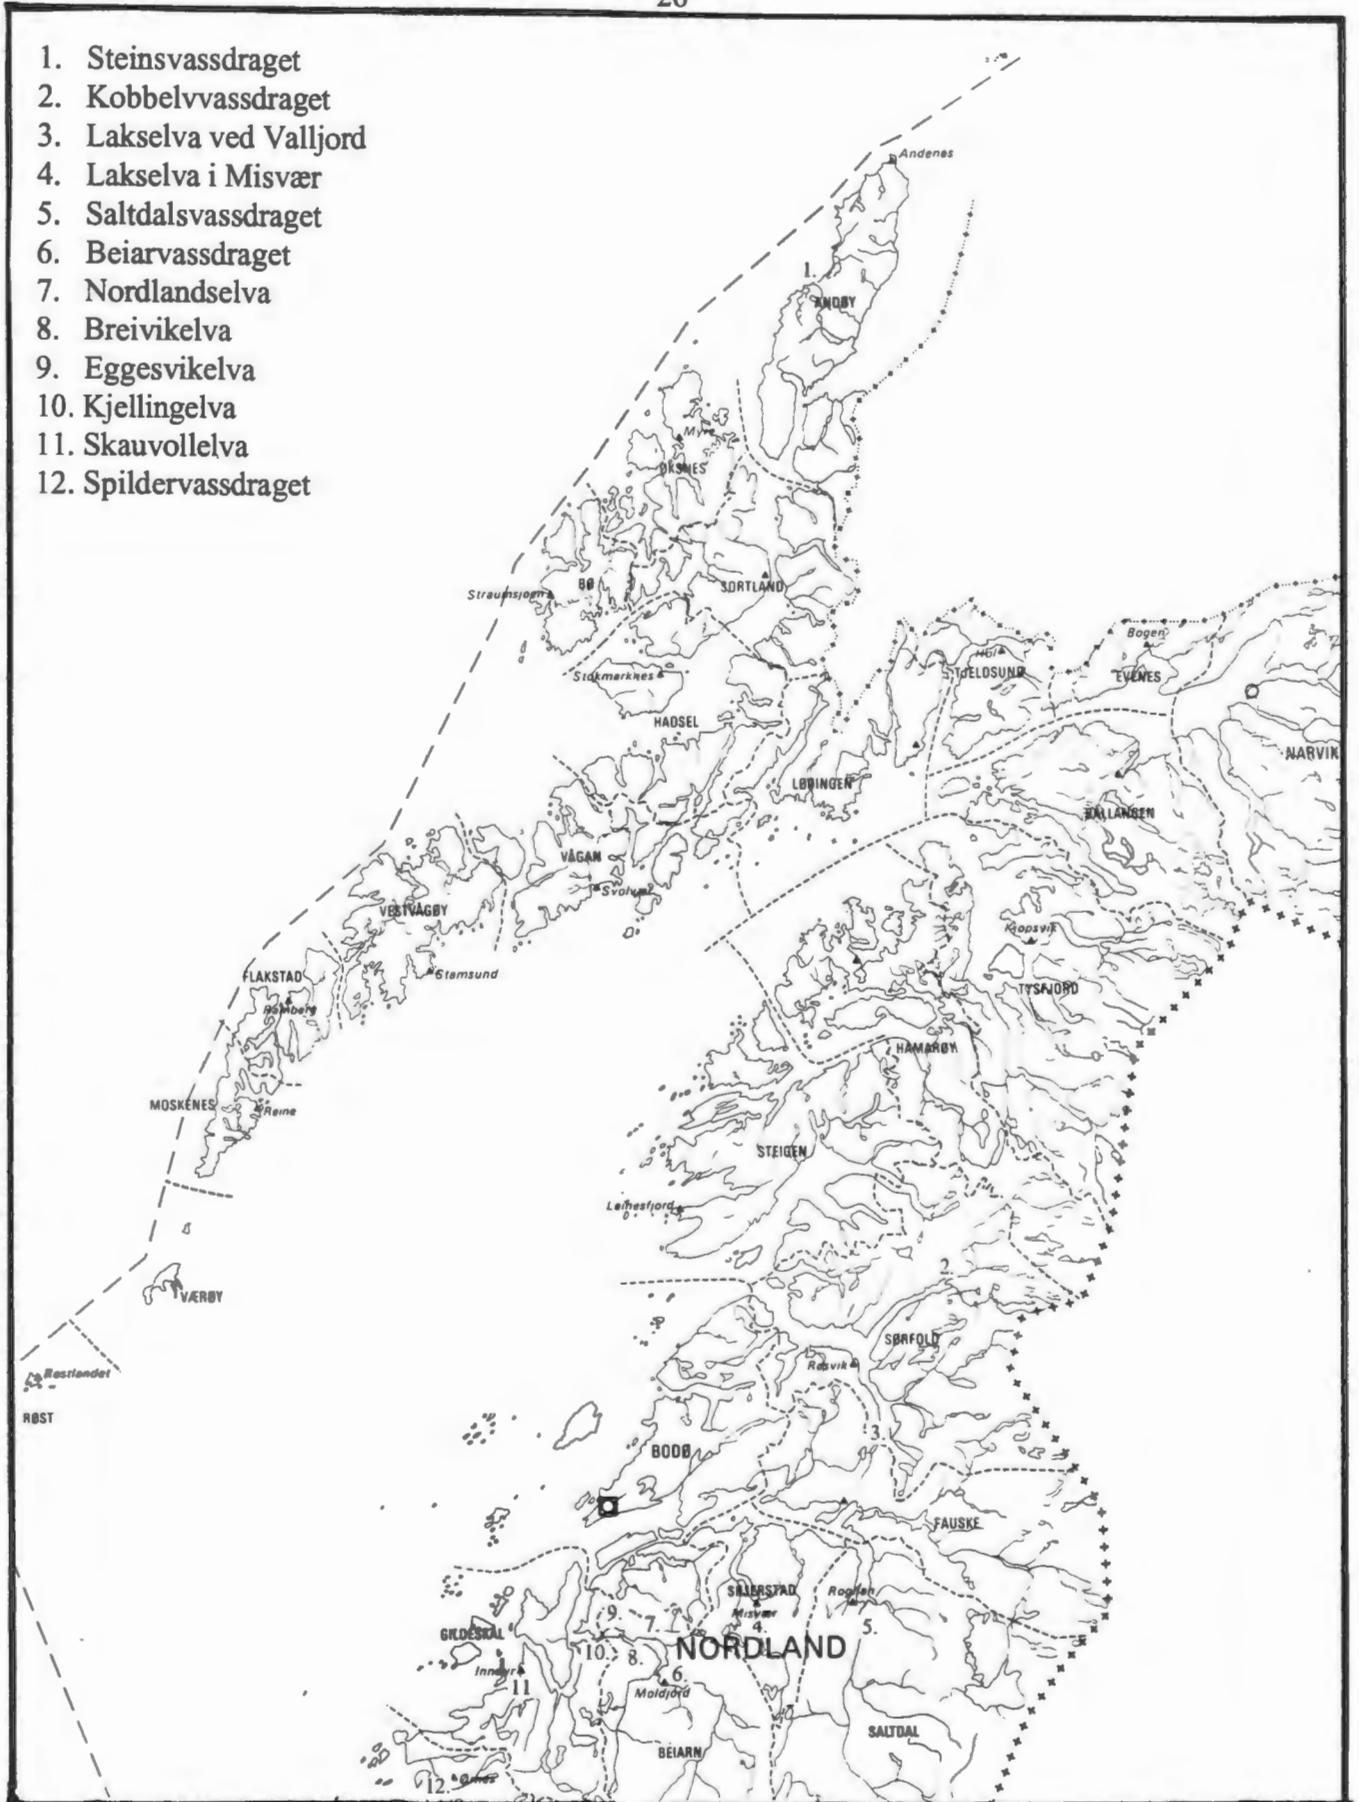 26
1. Steinsvassdraget
2. Kobbelvvassdraget
3. Lakselva ved Valljord
4. Lakselva i Misvær
5. Saltdalsvassdraget
6. Beiarvassdraget
7. Nordlandselva
8. Breivikelva
9. Eggesvikelva
10. Kjellingelva
11. Skauvollelva
12. Spildervassdraget
Andenes
1.
ANDØY
Myre
ØKSNES
BØ
SORTLAND
Straumsjøen
Bogen
TJELDSUND
EVENES
Stokmarknes
HADSEL
NARVIK
LØDINGEN
BALLANGEN
VÅGAN
Svolvær
VESTVÅGØY
Kjøpsvik
Stamsund
FLAKSTAD
Ramberg
TYSFJORD
HAMARØY
MOSKENES
Reine
STEIGEN
Leinesfjord
2.
VÆRØY
SØRFOLD
Røsvik
Røstlandet
RØST
3.
BODØ
FAUSKE
SKJERSTAD
Rognan
Misvær
9.
7.
4.
5.
GILDESKÅL
NORDLAND
10.
8.
6.
Inndyr
11
Moldjord
SALTDAL
BEIARN
12.
Ørnes